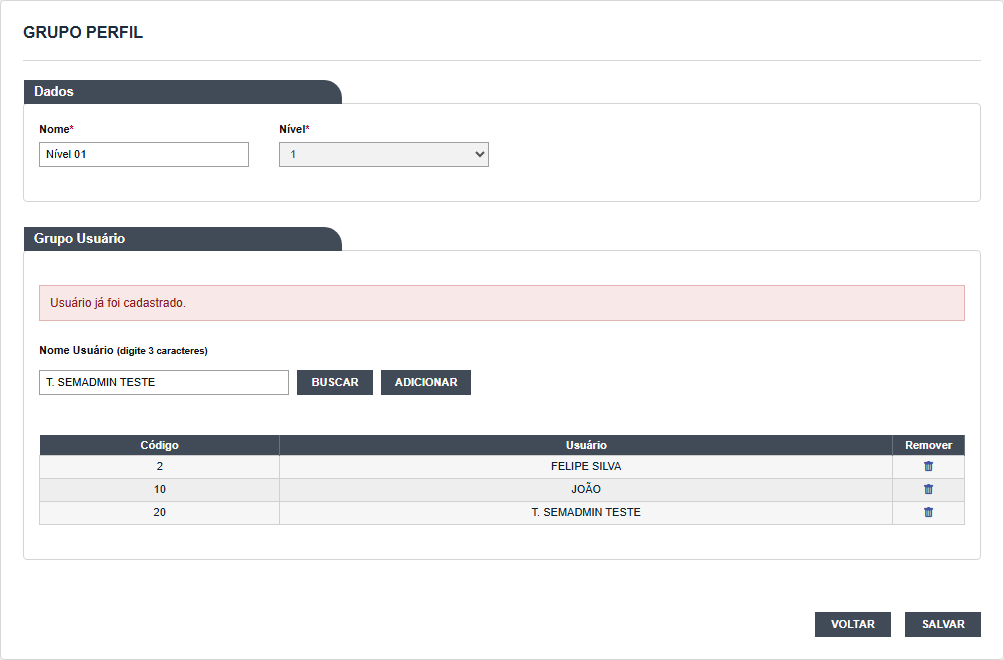 GRUPO PERFIL
Dados
Nome* Nível*
Nível 01 1
Grupo Usuário
Usuário já foi cadastrado.
Nome Usuário (digite 3 caracteres)
T. SEMADMIN TESTE BUSCAR ADICIONAR
Código Usuário Remover
2 FELIPE SILVA
10 JOÃO
20 T. SEMADMIN TESTE
VOLTAR SALVAR